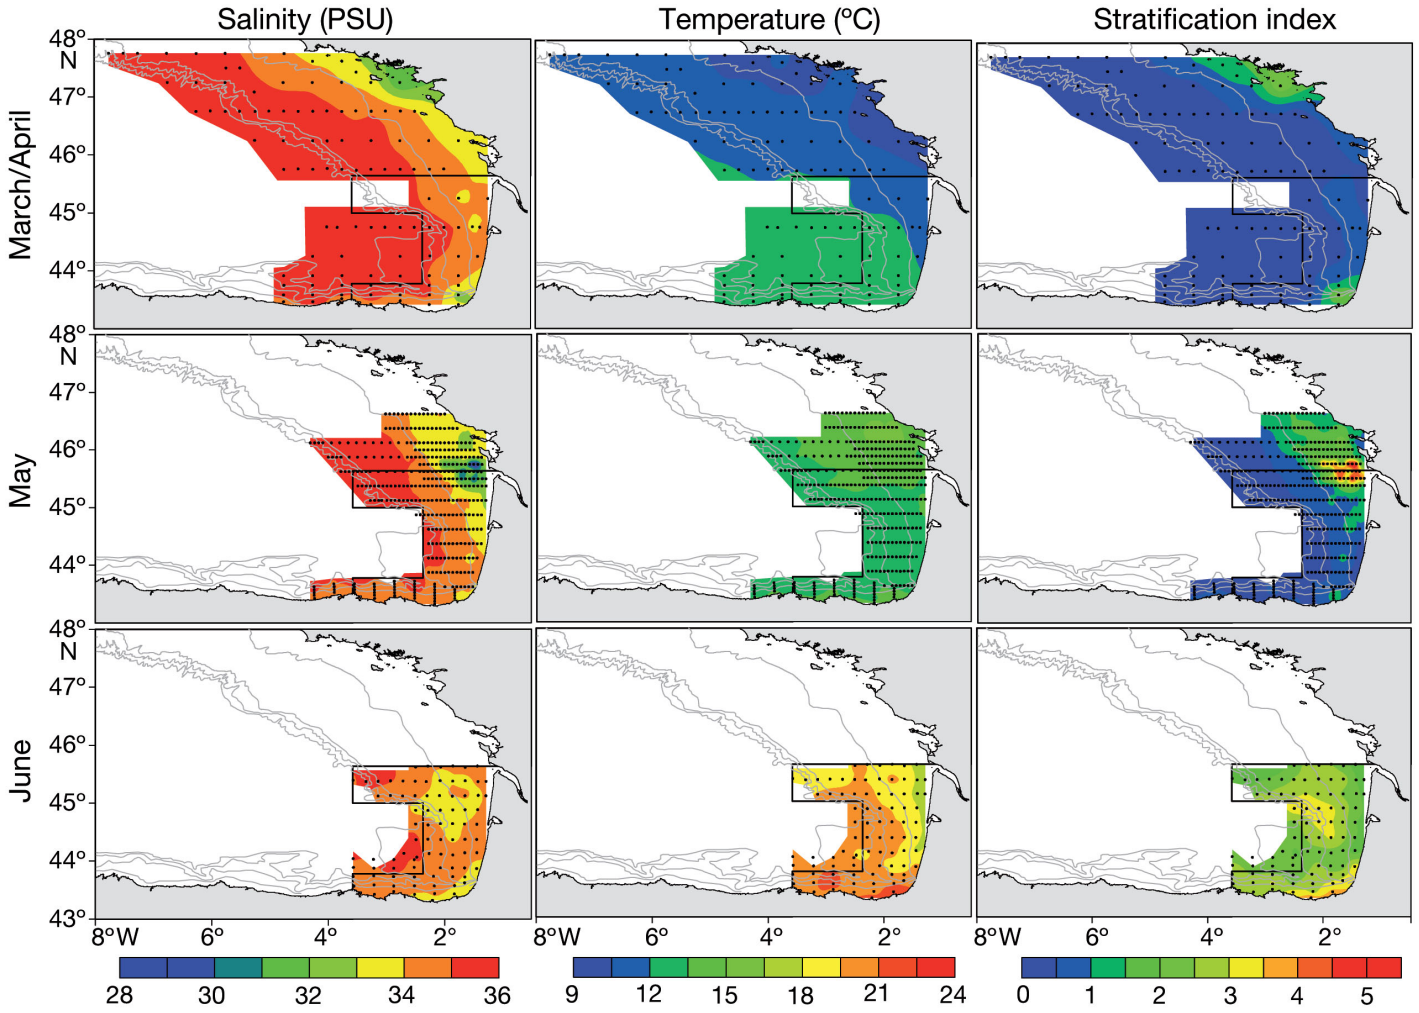 Salinity (PSU) Temperature (ºC) Stratification index
March/April
48º
N
47º
46º
45º
44º
May
48º
N
47º
46º
45º
44º
June
48º
N
47º
46º
45º
44º
43º
8ºW 6º 4º 2º 8ºW 6º 4º 2º 8ºW 6º 4º 2º
28 30 32 34 36 9 12 15 18 21 24 0 1 2 3 4 5